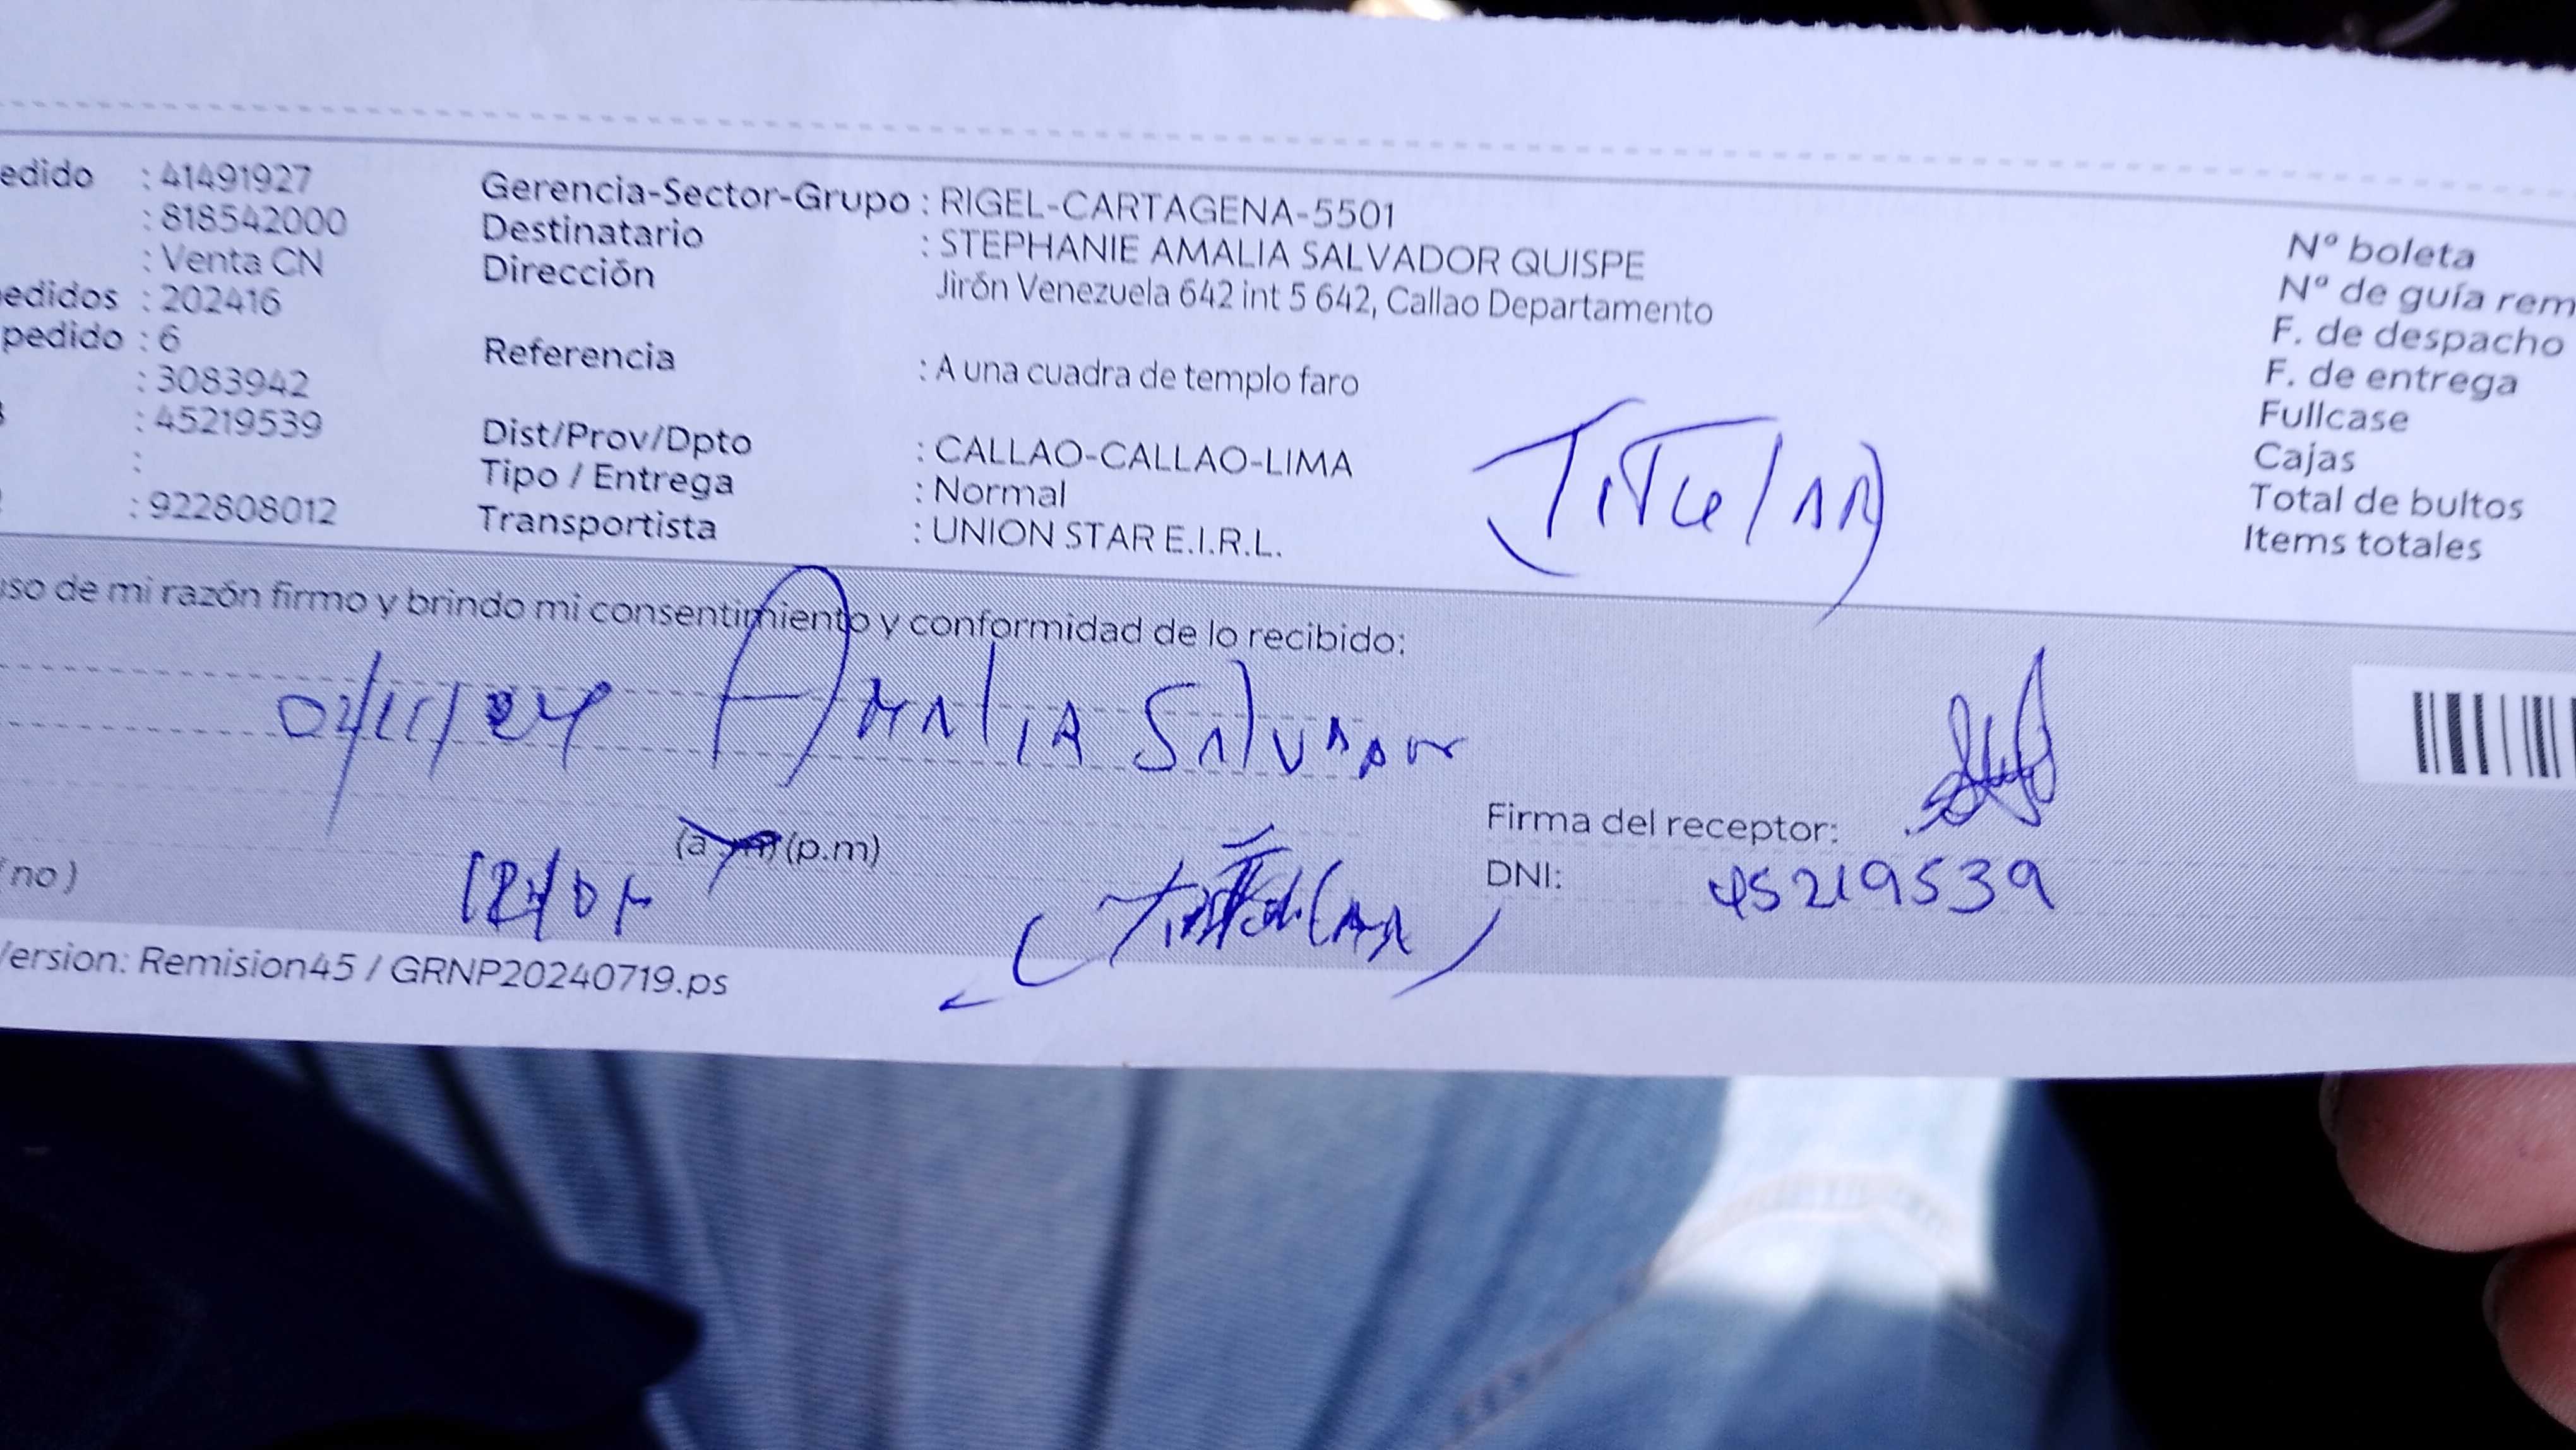 edido : 41491927 Gerencia-Sector-Grupo : RIGEL-CARTAGENA-5501 Nº boleta
: 818542000 Destinatario : STEPHANIE AMALIA SALVADOR QUISPE Nº de guía rem
: Venta CN Dirección Jirón Venezuela 642 int 5 642, Callao Departamento F. de despacho
edidos : 202416 F. de entrega
pedido : 6 Referencia : A una cuadra de templo faro Fullcase
: 3083942 Cajas
: 45219539 Dist/Prov/Dpto : CALLAO-CALLAO-LIMA Total de bultos
: Tipo / Entrega : Normal Items totales
: 922808012 Transportista : UNION STAR E.I.R.L.
(Titular)
uso de mi razón firmo y brindo mi consentimiento y conformidad de lo recibido:
02/11/24 Amalia Salvador
(a.m) (p.m) Firma del receptor:
no) (Titular) DNI: 45219539
Version: Remision45 / GRNP20240719.ps